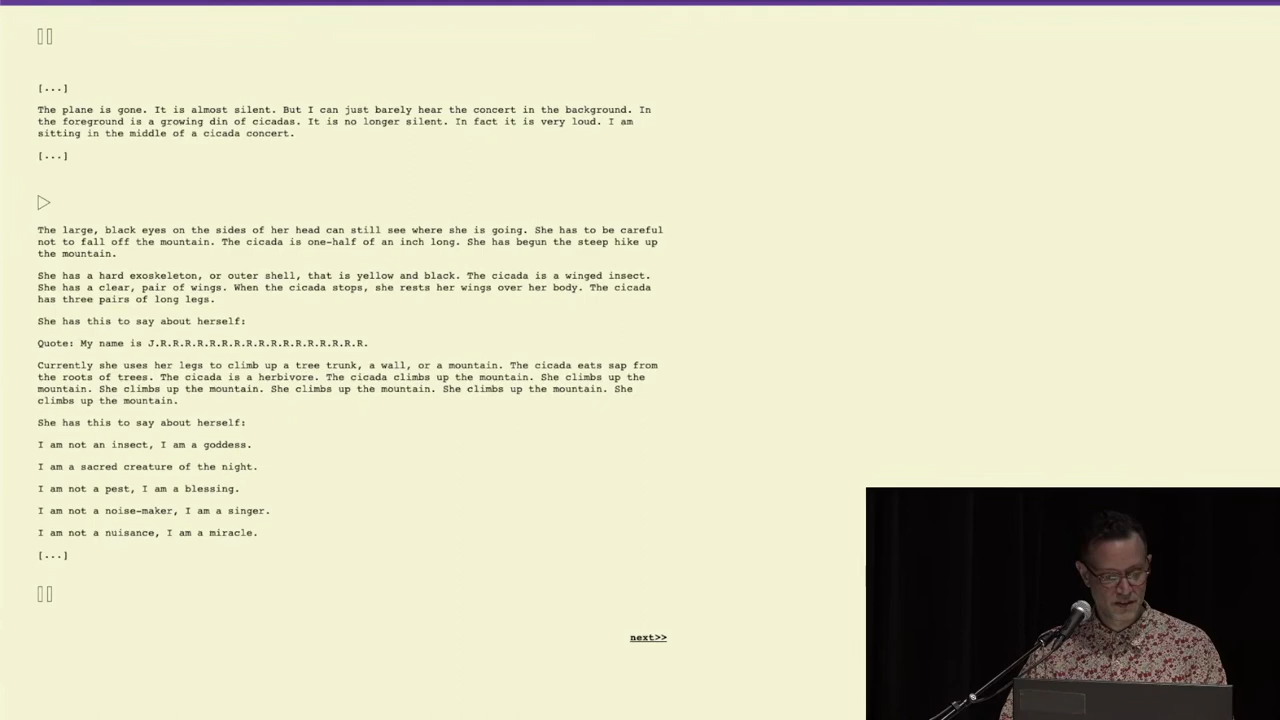 [...]
The plane is gone. It is almost silent. But I can just barely hear the concert in the background. In
the foreground is a growing din of cicadas. It is no longer silent. In fact it is very loud. I am
sitting in the middle of a cicada concert.
[...]
The large, black eyes on the sides of her head can still see where she is going. She has to be careful
not to fall off the mountain. The cicada is one-half of an inch long. She has begun the steep hike up
the mountain.
She has a hard exoskeleton, or outer shell, that is yellow and black. The cicada is a winged insect.
She has a clear, pair of wings. When the cicada stops, she rests her wings over her body. The cicada
has three pairs of long legs.
She has this to say about herself:
Quote: My name is J.R.R.R.R.R.R.R.R.R.R.R.R.R.R.R.R.R.
Currently she uses her legs to climb up a tree trunk, a wall, or a mountain. The cicada eats sap from
the roots of trees. The cicada is a herbivore. The cicada climbs up the mountain. She climbs up the
mountain. She climbs up the mountain. She climbs up the mountain. She climbs up the mountain. She
climbs up the mountain.
She has this to say about herself:
I am not an insect, I am a goddess.
I am a sacred creature of the night.
I am not a pest, I am a blessing.
I am not a noise-maker, I am a singer.
I am not a nuisance, I am a miracle.
[...]
next>>